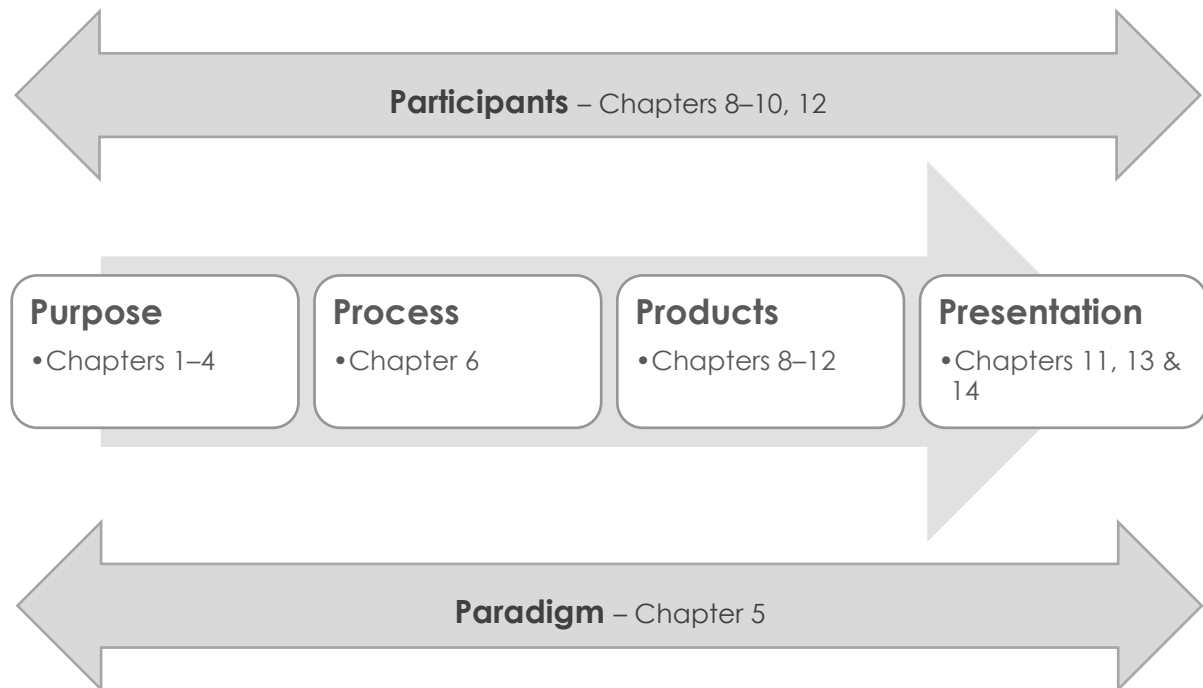 Participants – Chapters 8–10, 12
Purpose
•Chapters 1–4
Process
•Chapter 6
Products
•Chapters 8–12
Presentation
•Chapters 11, 13 &
14
Paradigm – Chapter 5